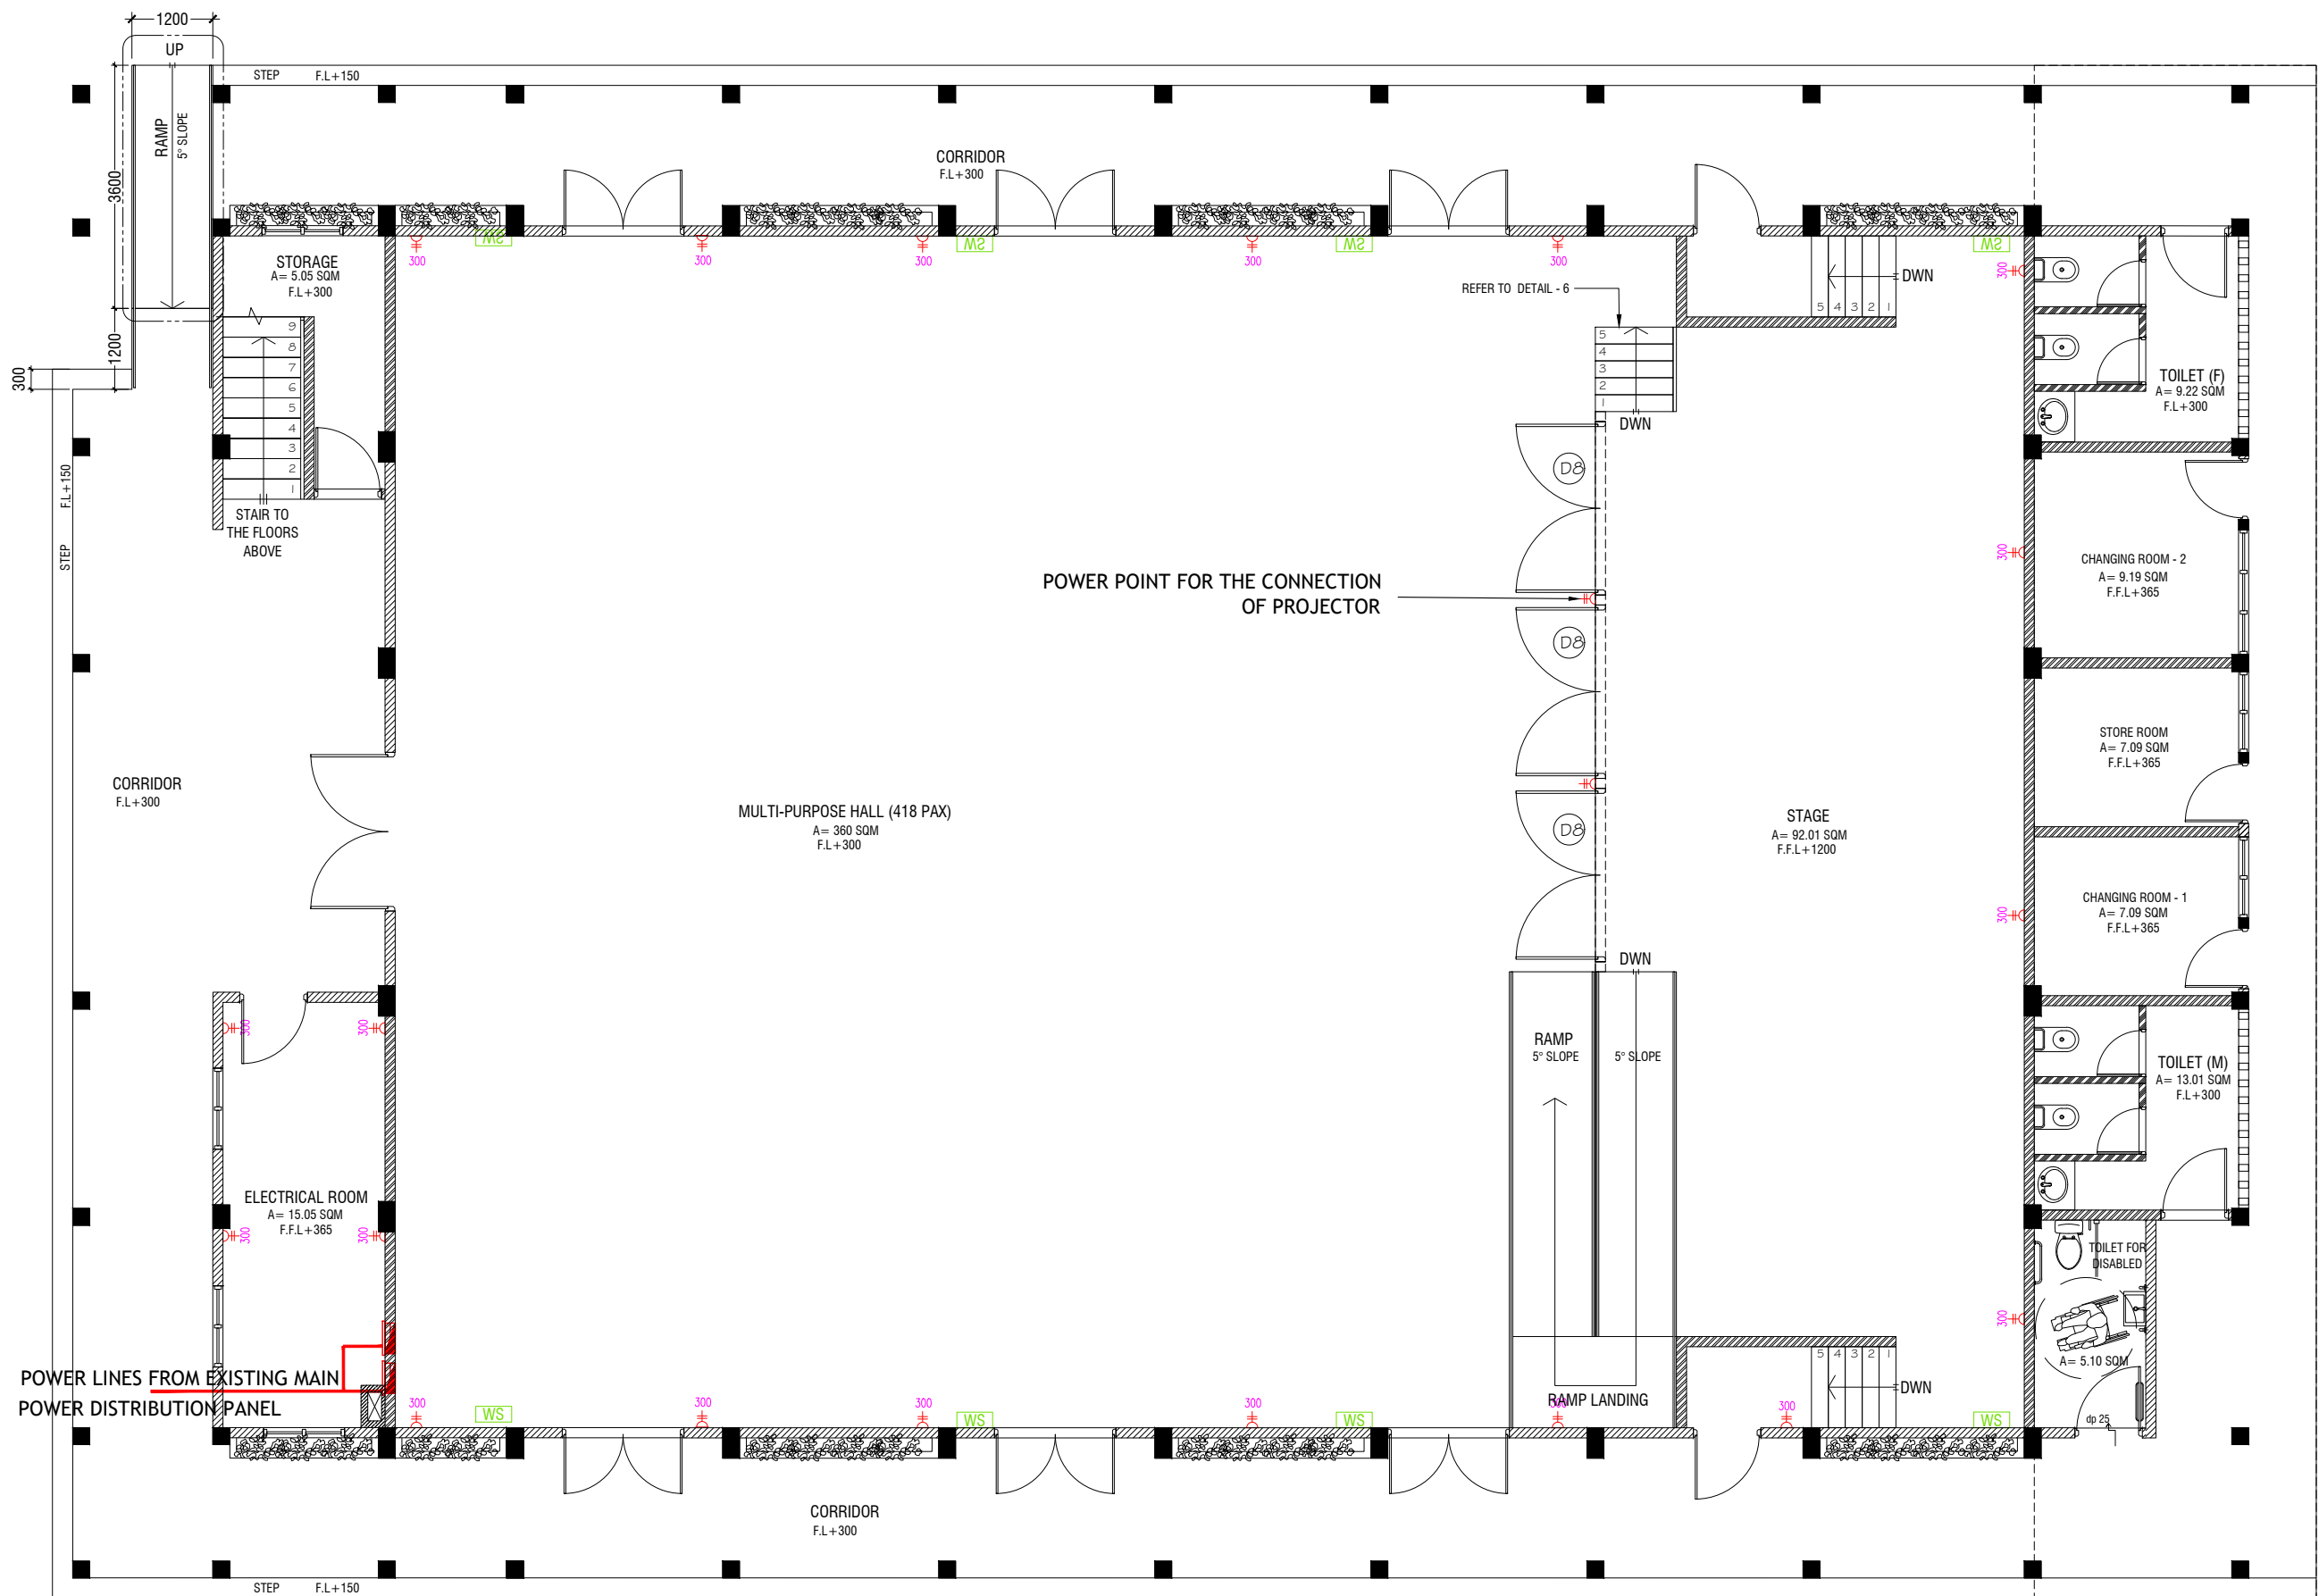 1200
UP
STEP F.L+150
RAMP
5° SLOPE
3600
1200
300
CORRIDOR
F.L+300
SW
SW
SW
SW
300
300
300
300
300
300
STORAGE
A= 5.05 SQM
F.L+300
9
8
7
6
5
4
3
2
1
STAIR TO
THE FLOORS
ABOVE
STEP F.L+150
REFER TO DETAIL - 6
DWN
5 4 3 2 1
5
4
3
2
1
DWN
TOILET (F)
A= 9.22 SQM
F.L+300
D8
D8
D8
POWER POINT FOR THE CONNECTION
OF PROJECTOR
300
CHANGING ROOM - 2
A= 9.19 SQM
F.F.L+365
STORE ROOM
A= 7.09 SQM
F.F.L+365
CORRIDOR
F.L+300
MULTI-PURPOSE HALL (418 PAX)
A= 360 SQM
F.L+300
STAGE
A= 92.01 SQM
F.F.L+1200
CHANGING ROOM - 1
A= 7.09 SQM
F.F.L+365
300
DWN
300
300
RAMP
5° SLOPE
5° SLOPE
TOILET (M)
A= 13.01 SQM
F.L+300
ELECTRICAL ROOM
A= 15.05 SQM
F.F.L+365
300
300
TOILET FOR
DISABLED
300
A= 5.10 SQM
POWER LINES FROM EXISTING MAIN
POWER DISTRIBUTION PANEL
5 4 3 2 1
DWN
RAMP LANDING
300
300
300
300
300
300
WS
WS
WS
WS
dp 25
CORRIDOR
F.L+300
STEP F.L+150